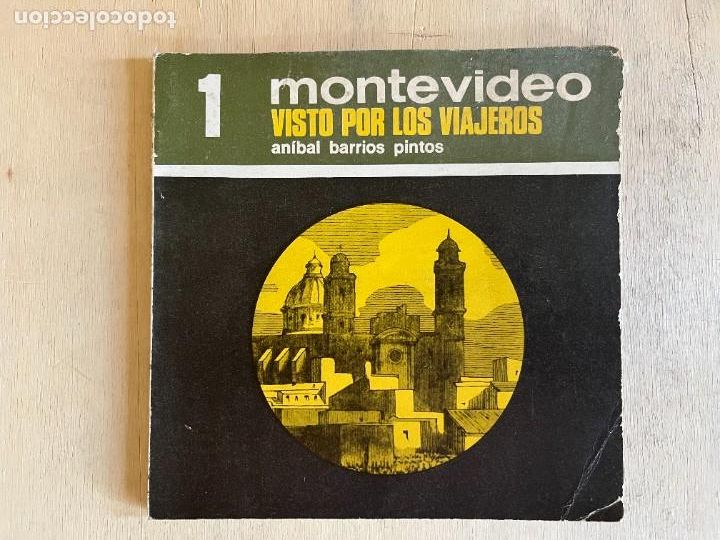 todocoleccion
1
montevideo
VISTO POR LOS VIAJEROS
aníbal barrios pintos